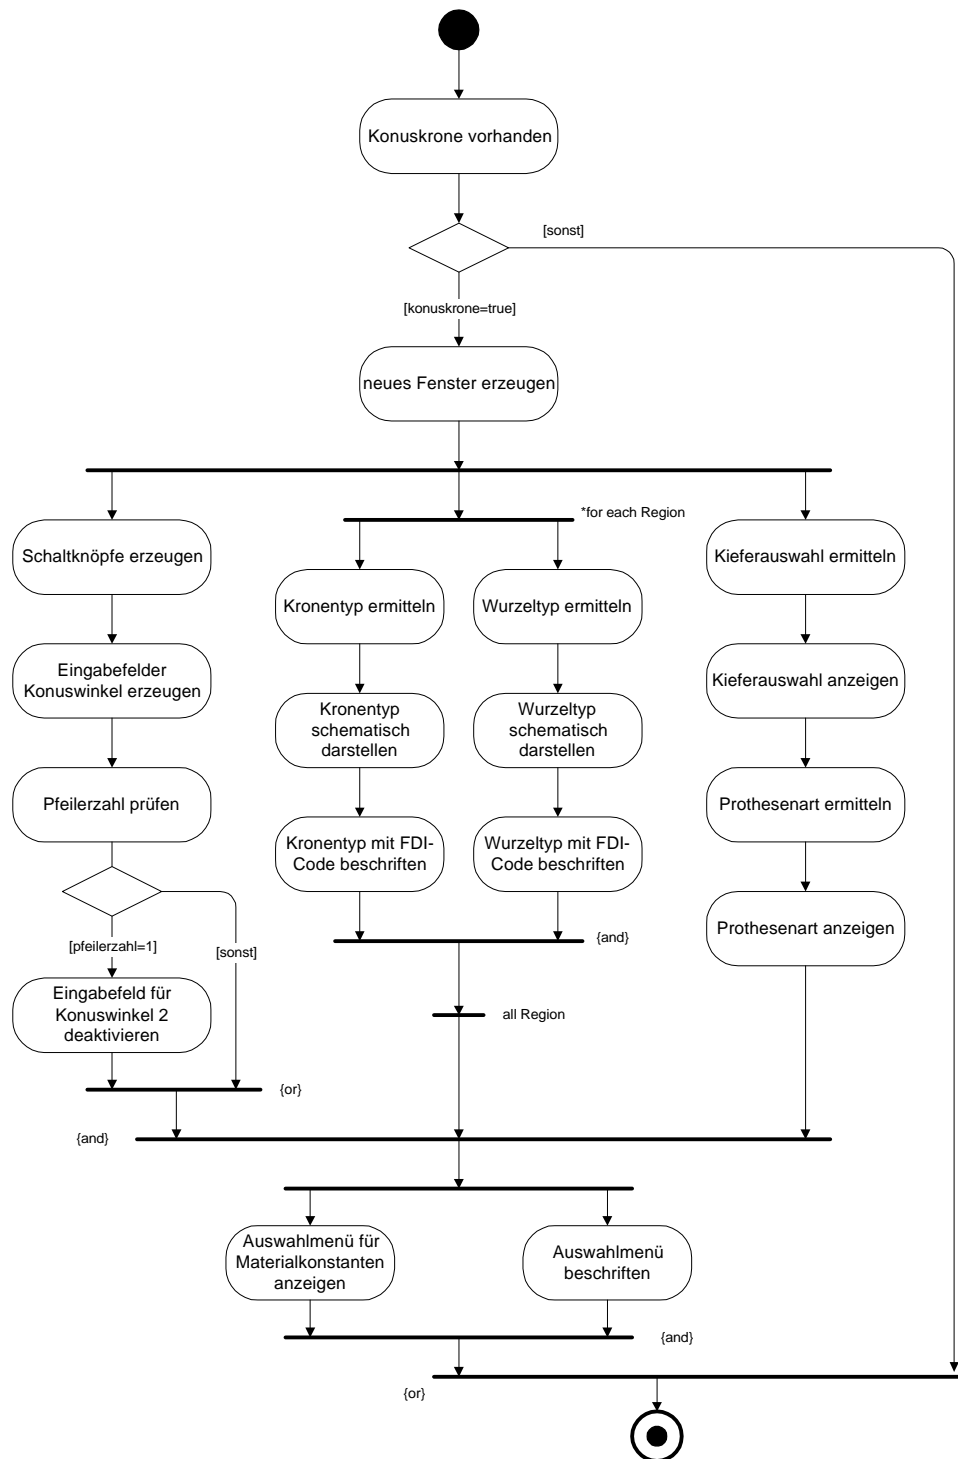 Konuskrone vorhanden
[sonst]
[konuskrone=true]
neues Fenster erzeugen
*for each Region
Schaltknöpfe erzeugen
Kieferauswahl ermitteln
Kronentyp ermitteln
Wurzeltyp ermitteln
Eingabefelder
Konuswinkel erzeugen
Kieferauswahl anzeigen
Kronentyp
schematisch
darstellen
Wurzeltyp
schematisch
darstellen
Pfeilerzahl prüfen
Prothesenart ermitteln
Kronentyp mit FDI-
Code beschriften
Wurzeltyp mit FDI-
Code beschriften
Prothesenart anzeigen
[pfeilerzahl=1]
[sonst]
{and}
Eingabefeld für
Konuswinkel 2
deaktivieren
all Region
{or}
{and}
Auswahlmenü für
Materialkonstanten
anzeigen
Auswahlmenü
beschriften
{and}
{or}